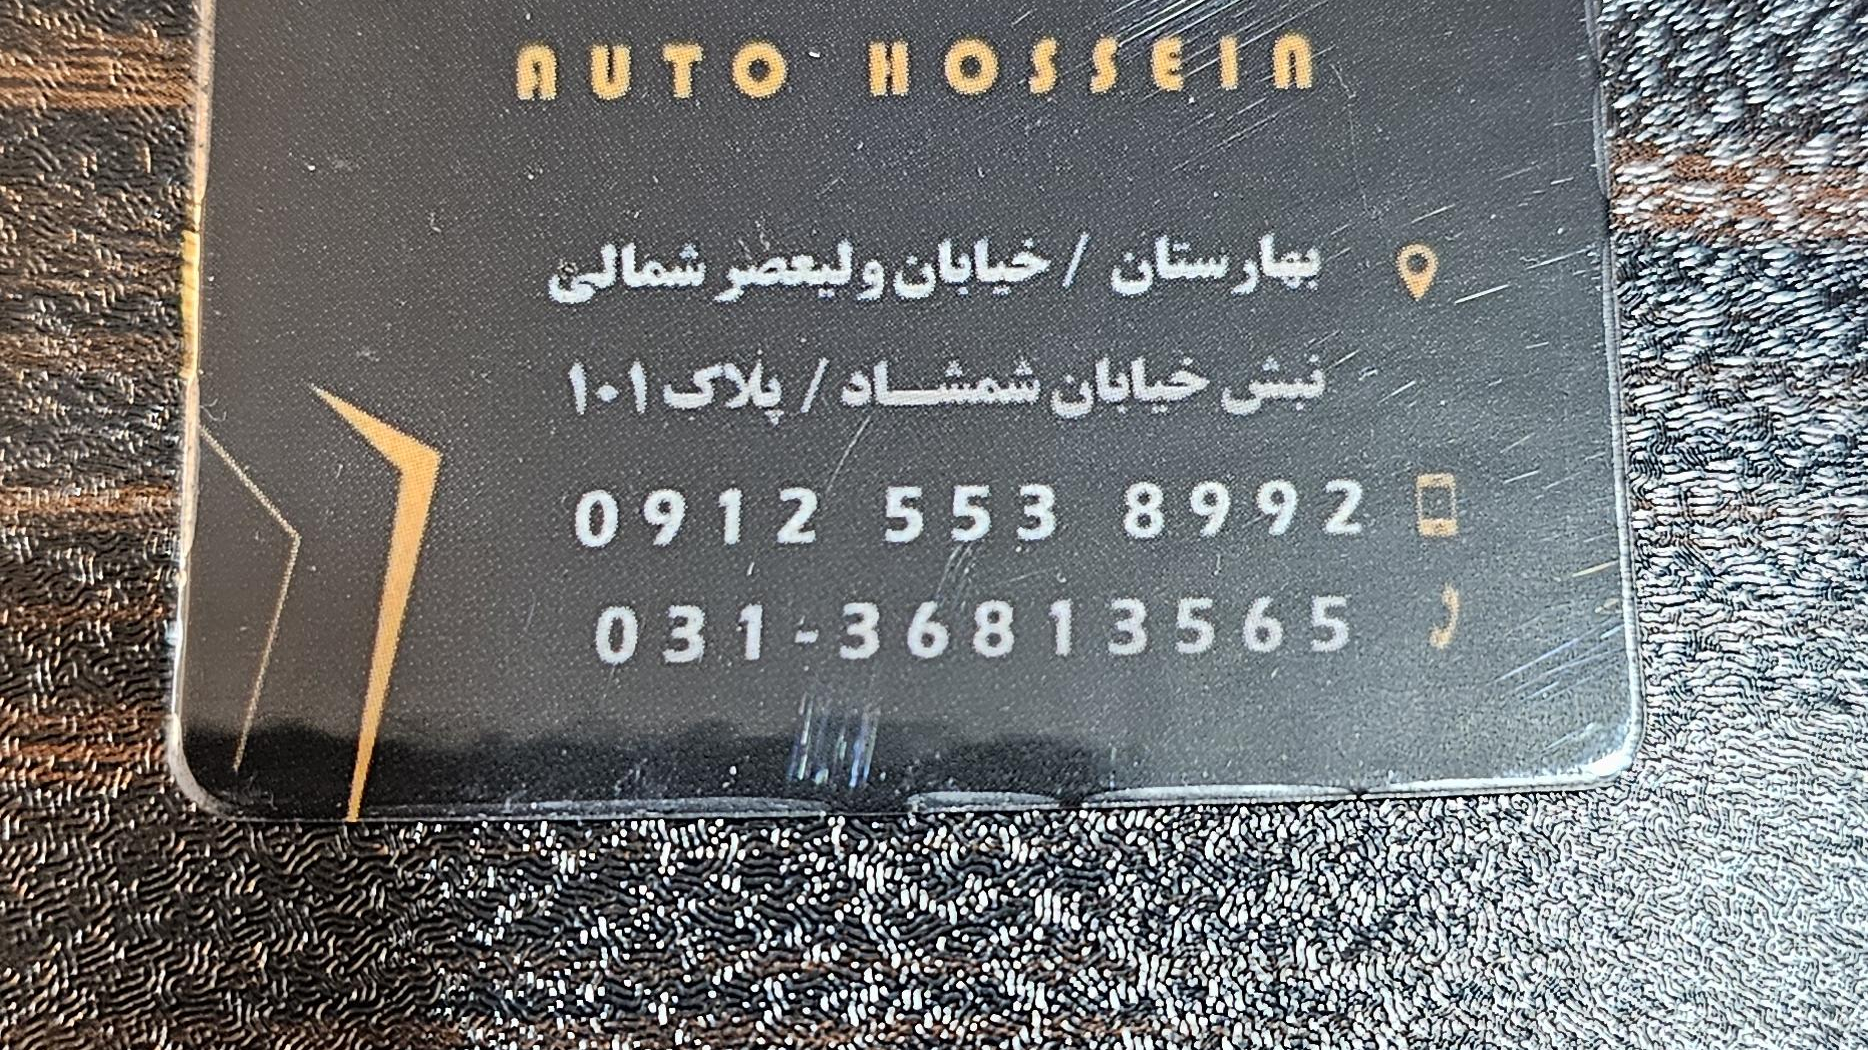 AUTO HOSSEIN
بهارستان / خیابان ولیعصر شمالی
نبش خیابان شمشـــاد / پلاک ۱۰۱
0912 553 8992
031-36813565